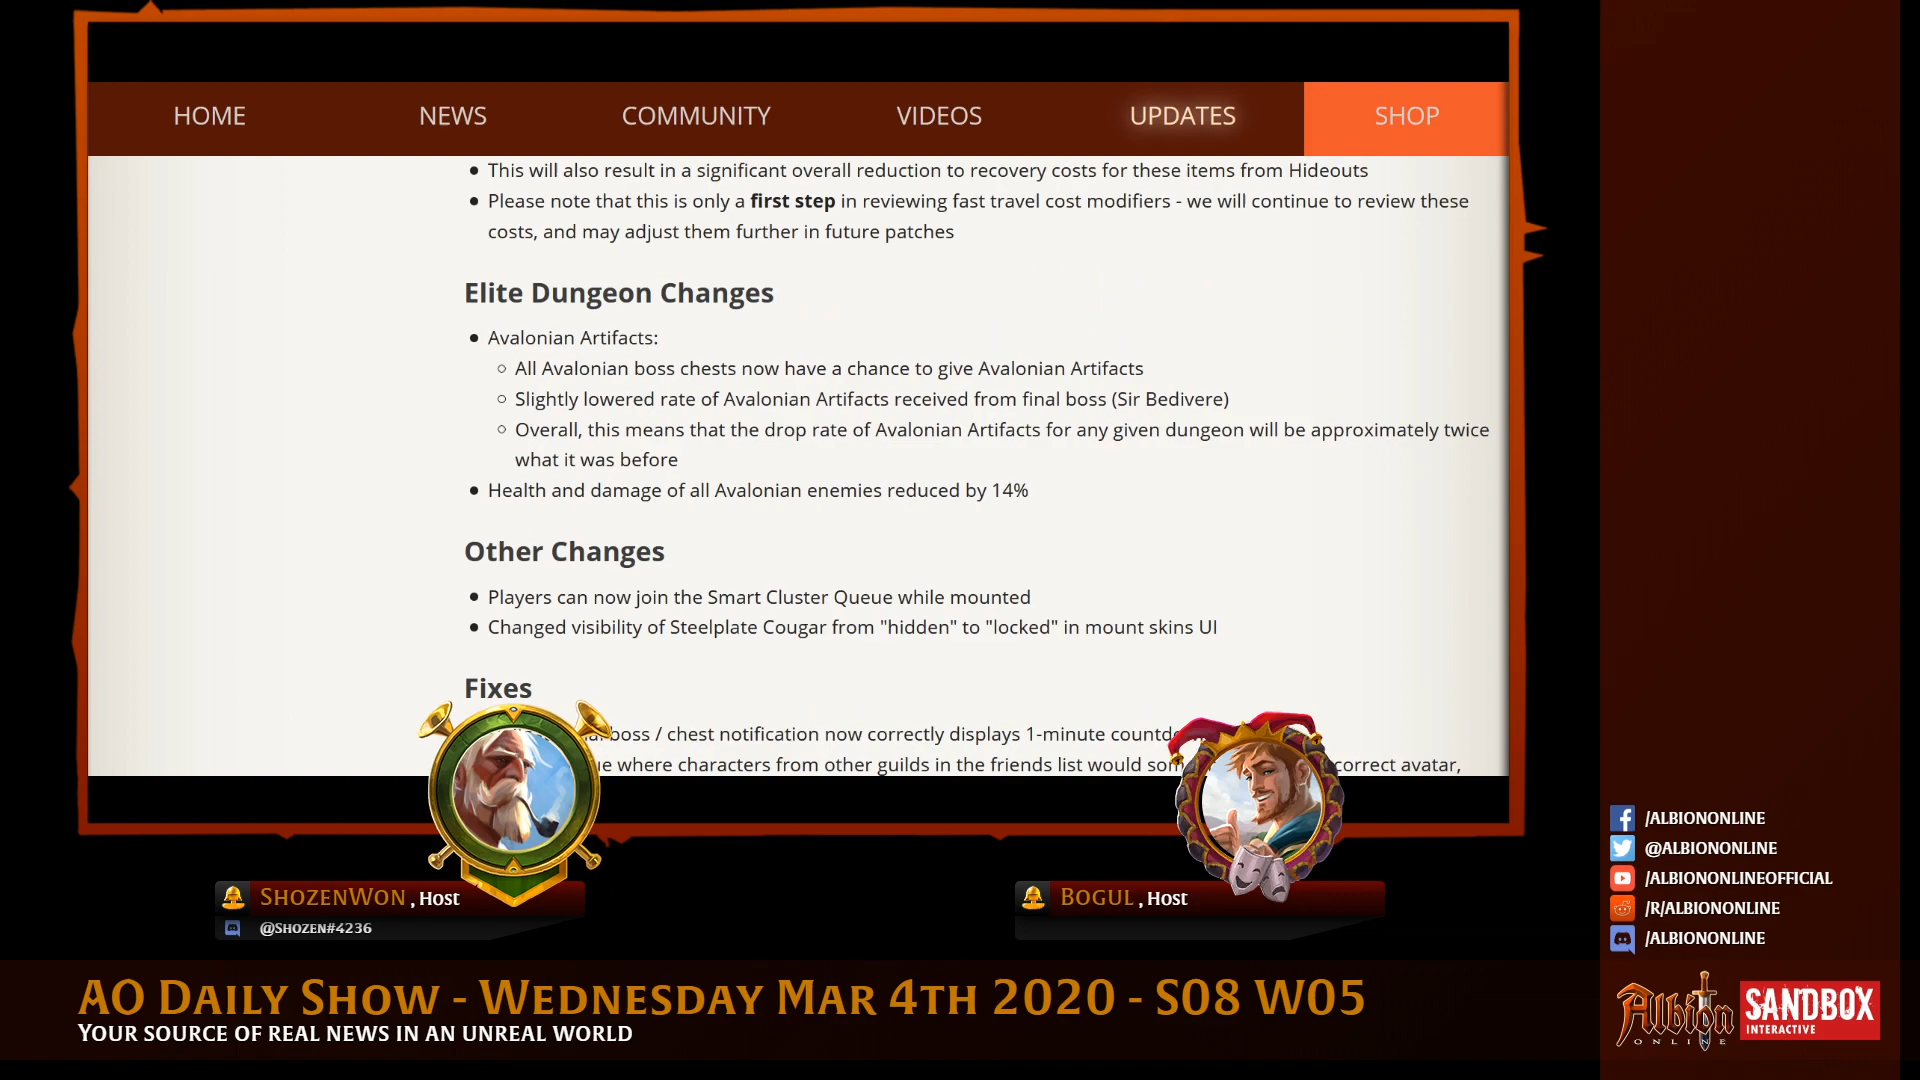 HOME NEWS COMMUNITY VIDEOS UPDATES SHOP
• This will also result in a significant overall reduction to recovery costs for these items from Hideouts
• Please note that this is only a first step in reviewing fast travel cost modifiers - we will continue to review these
costs, and may adjust them further in future patches
Elite Dungeon Changes
• Avalonian Artifacts:
○ All Avalonian boss chests now have a chance to give Avalonian Artifacts
○ Slightly lowered rate of Avalonian Artifacts received from final boss (Sir Bedivere)
○ Overall, this means that the drop rate of Avalonian Artifacts for any given dungeon will be approximately twice
what it was before
• Health and damage of all Avalonian enemies reduced by 14%
Other Changes
• Players can now join the Smart Cluster Queue while mounted
• Changed visibility of Steelplate Cougar from "hidden" to "locked" in mount skins UI
Fixes
boss / chest notification now correctly displays 1-minute
where characters from other guilds in the friends list would correct avatar,
SHOZENWON, HOST
@SHOZEN#4236
BOGUL, HOST
/ALBIONONLINE
@ALBIONONLINE
/ALBIONONLINEOFFICIAL
/R/ALBIONONLINE
/ALBIONONLINE
AO DAILY SHOW - WEDNESDAY MAR 4TH 2020 - S08 W05
YOUR SOURCE OF REAL NEWS IN AN UNREAL WORLD
Albion
ONLINE
SANDBOX
INTERACTIVE